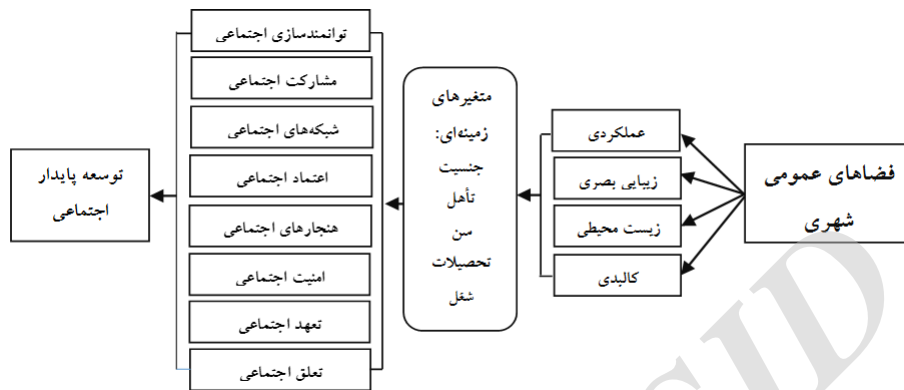 فضاهای عمومی
شهری
عملکردی
زیبایی بصری
زیست محیطی
کالبدی
متغیرهای
زمینه‌ای:
جنسیت
تأهل
سن
تحصیلات
شغل
توانمندسازی اجتماعی
مشارکت اجتماعی
شبکه‌های اجتماعی
اعتماد اجتماعی
هنجارهای اجتماعی
امنیت اجتماعی
تعهد اجتماعی
تعلق اجتماعی
توسعه پایدار
اجتماعی
SID